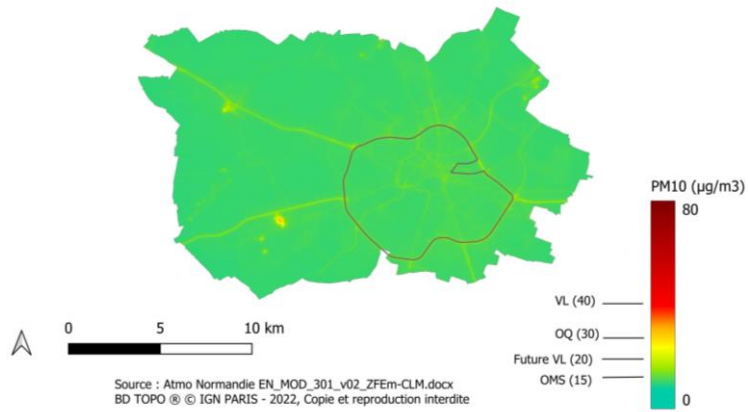 PM10 (µg/m3)
80
VL (40)
OQ (30)
Future VL (20)
OMS (15)
0
0 5 10 km
Source : Atmo Normandie EN_MOD_301_v02_ZFEm-CLM.docx
BD TOPO ® © IGN PARIS - 2022, Copie et reproduction interdite